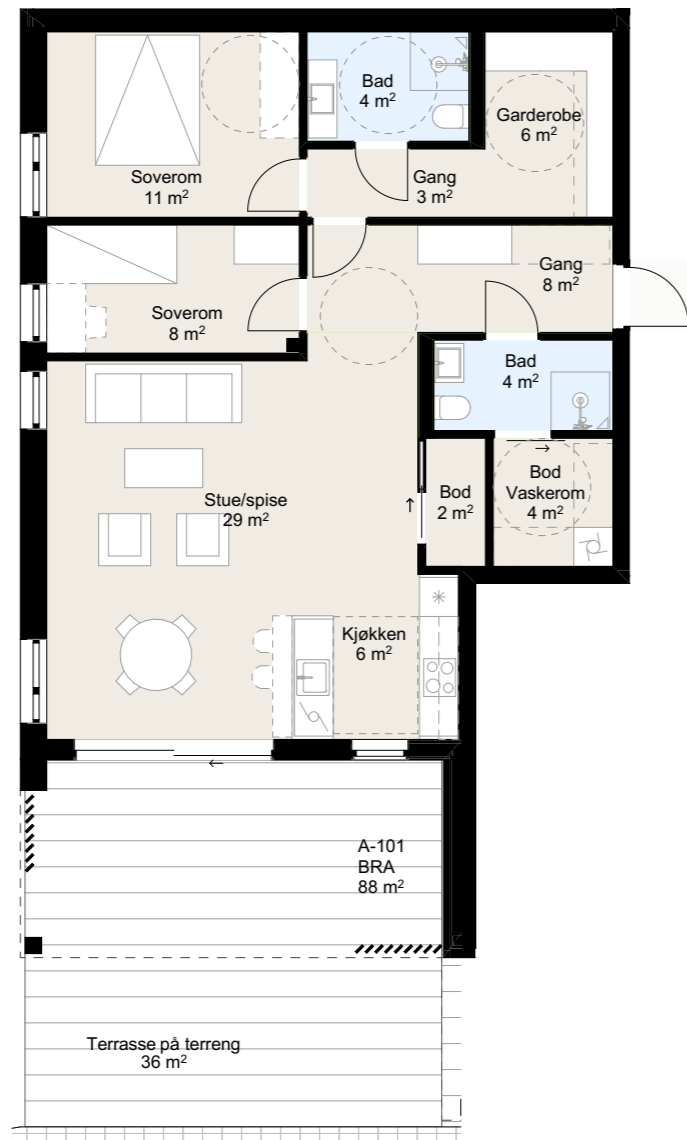 Bad
4 m²
Garderobe
6 m²
Soverom
11 m²
Gang
3 m²
Gang
8 m²
Soverom
8 m²
Bad
4 m²
Stue/spise
29 m²
Bod
2 m²
Bod
Vaskerom
4 m²
Kjøkken
6 m²
A-101
BRA
88 m²
Terrasse på terreng
36 m²